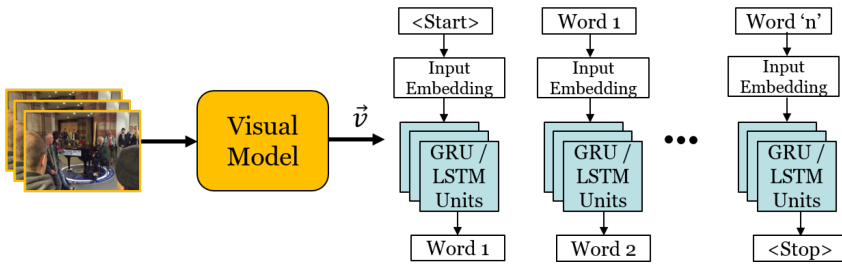 <Start>
Word 1
Word ‘n’
Input
Embedding
Input
Embedding
Input
Embedding
Visual
Model
v⃗
GRU /
LSTM
Units
GRU /
LSTM
Units
•••
GRU /
LSTM
Units
Word 1
Word 2
<Stop>